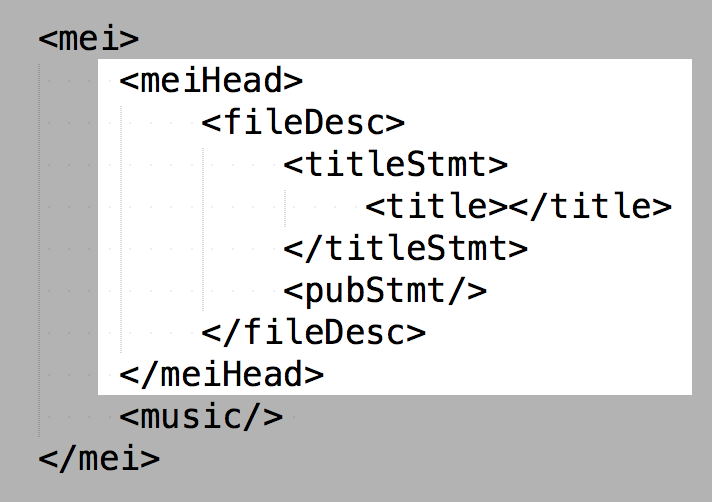 <mei>
<meiHead>
<fileDesc>
<titleStmt>
<title></title>
</titleStmt>
<pubStmt/>
</fileDesc>
</meiHead>
<music/>
</mei>